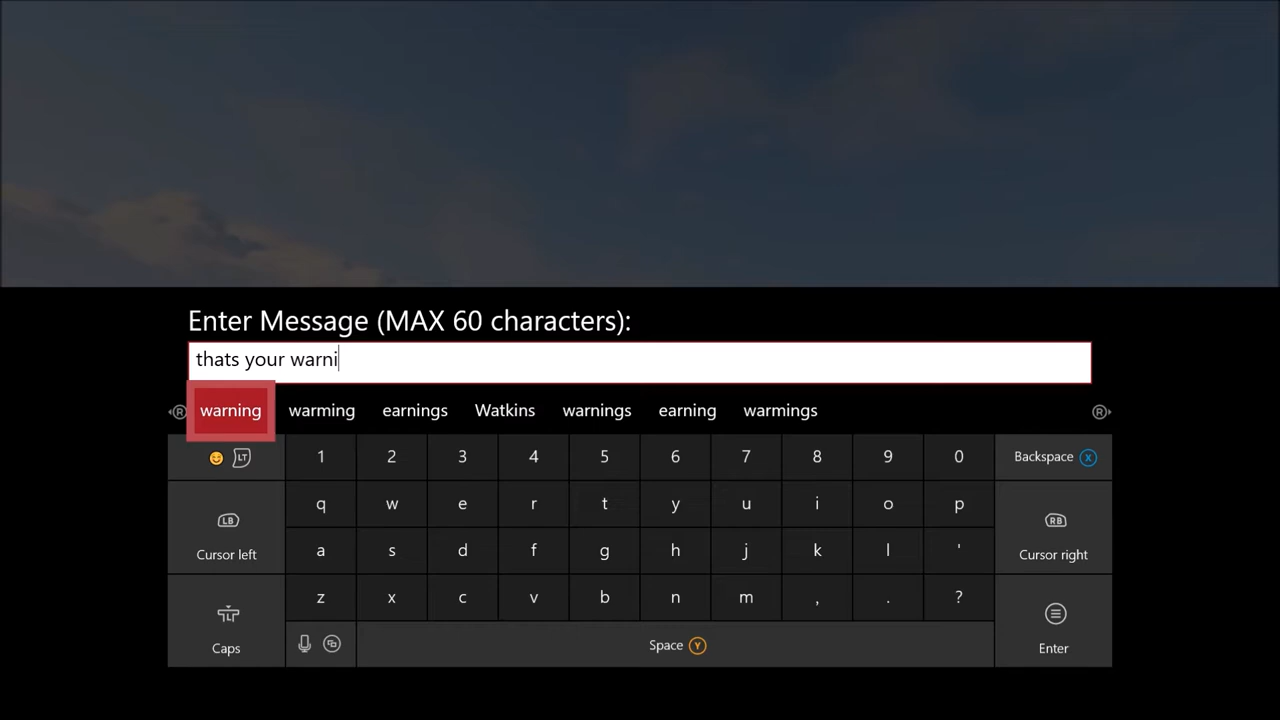 Enter Message (MAX 60 characters):
thats your warni
R warning warming earnings Watkins warnings earning warmings R
LT 1 2 3 4 5 6 7 8 9 0 Backspace X
q w e r t y u i o p
LB Cursor left a s d f g h j k l ' RB Cursor right
z x c v b n m , . ?
LT Caps Space Y Enter